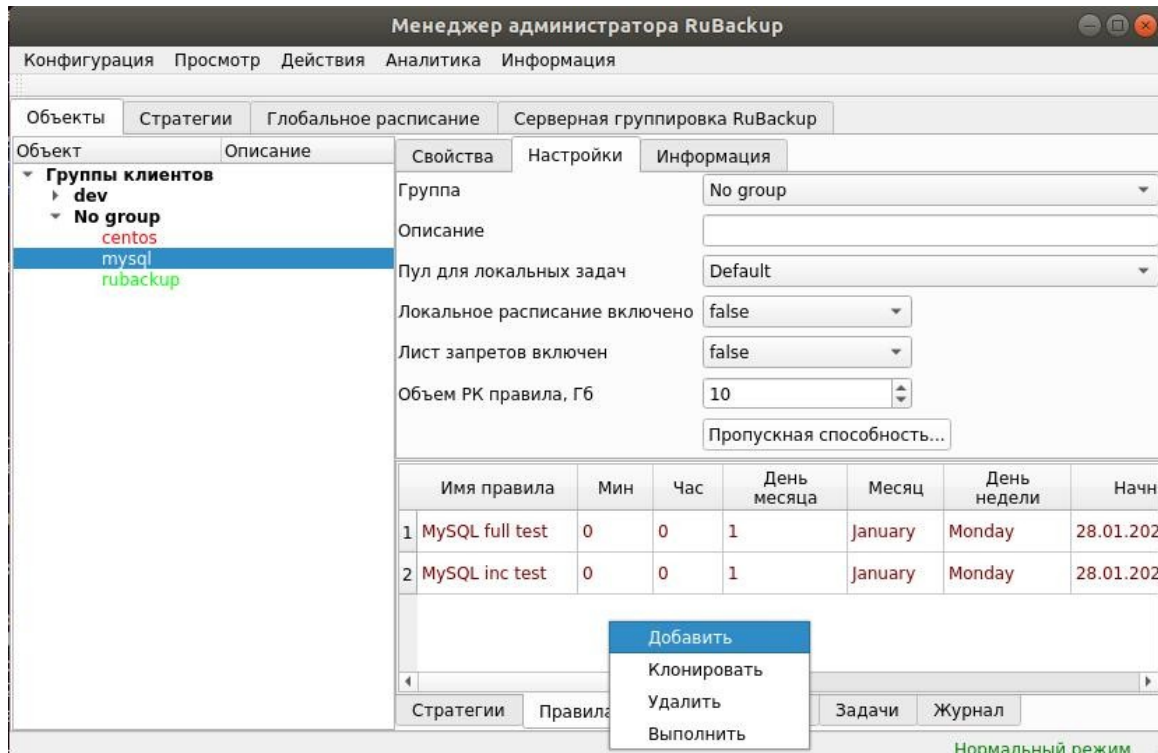 Менеджер администратора RuBackup
Конфигурация Просмотр Действия Аналитика Информация
Объекты Стратегии Глобальное расписание Серверная группировка RuBackup
Объект Описание
Группы клиентов
dev
No group
centos
mysql
rubackup
Свойства Настройки Информация
Группа No group
Описание
Пул для локальных задач Default
Локальное расписание включено false
Лист запретов включен false
Объем РК правила, Гб 10
Пропускная способность...
Имя правила Мин Час День месяца Месяц День недели Начн
1 MySQL full test 0 0 1 January Monday 28.01.202
2 MySQL inc test 0 0 1 January Monday 28.01.202
Добавить
Клонировать
Удалить
Выполнить
Стратегии Правила Задачи Журнал
Нормальный режим